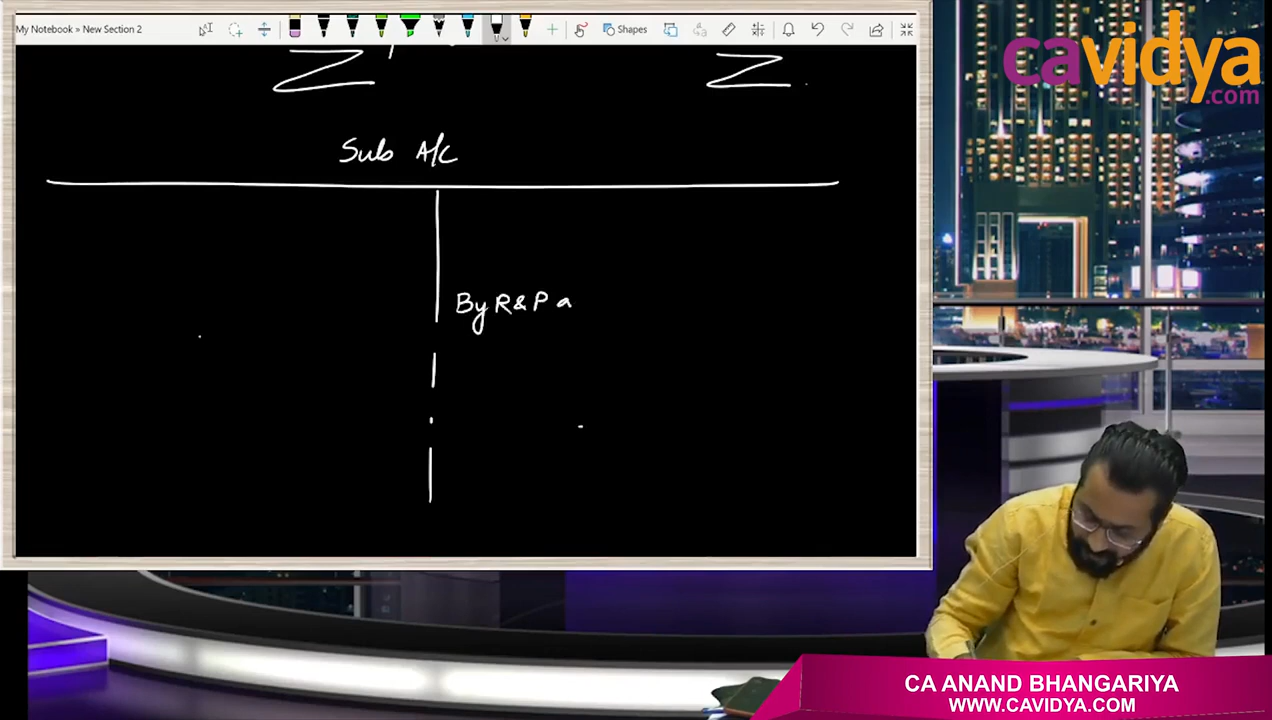 My Notebook » New Section 2
Shapes
cavidya
.com
Sub A/C
By R&P a
CA ANAND BHANGARIYA
WWW.CAVIDYA.COM